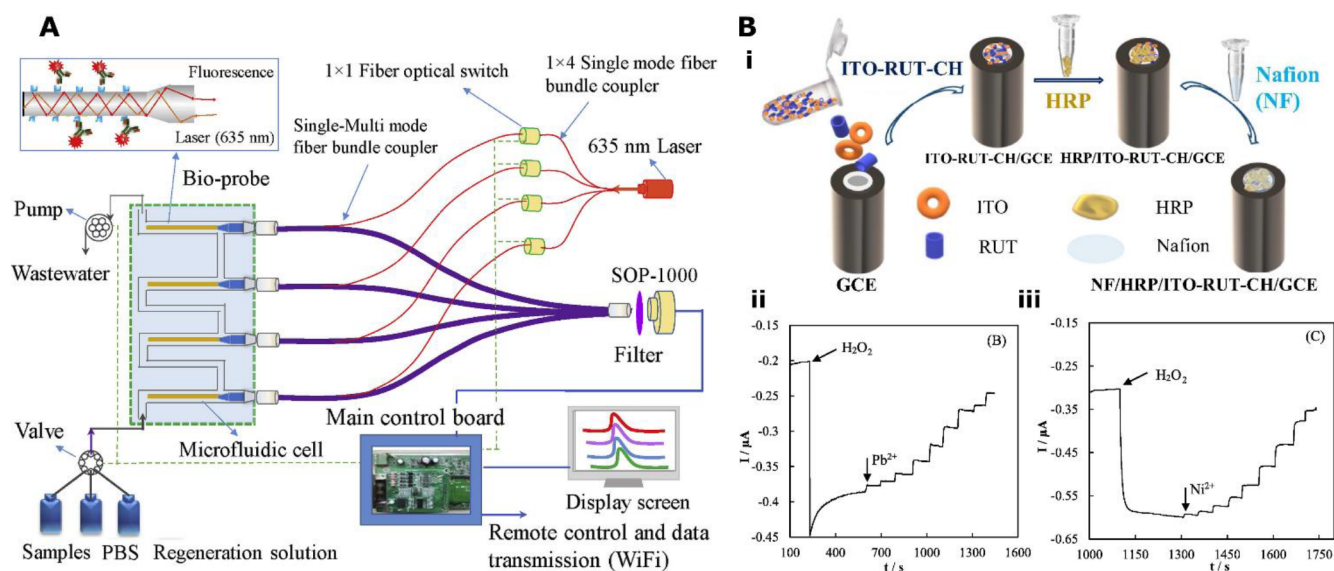 A
Fluorescence
Laser (635 nm)
Bio-probe
Pump
Wastewater
Valve
Samples PBS Regeneration solution
Microfluidic cell
Single-Multi mode
fiber bundle coupler
1×1 Fiber optical switch
1×4 Single mode fiber
bundle coupler
635 nm Laser
SOP-1000
Filter
Main control board
Display screen
Remote control and data
transmission (WiFi)
B
i
ITO-RUT-CH
HRP
Nafion
(NF)
ITO-RUT-CH/GCE
HRP/ITO-RUT-CH/GCE
ITO
HRP
RUT
Nafion
GCE
NF/HRP/ITO-RUT-CH/GCE
ii
(B)
H₂O₂
Pb²⁺
I / µA
-0.15
-0.2
-0.25
-0.3
-0.35
-0.4
-0.45
100 400 700 1000 1300 1600
t / s
iii
(C)
H₂O₂
Ni²⁺
I / µA
-0.15
-0.25
-0.35
-0.45
-0.55
-0.65
1000 1150 1300 1450 1600 1750
t / s